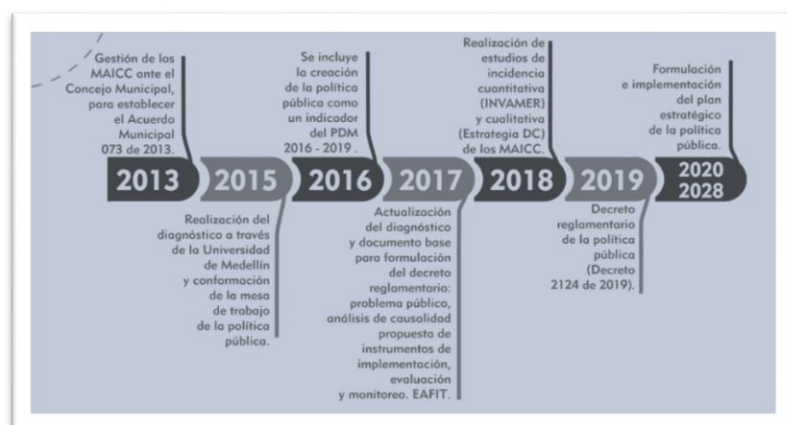 Gestión de los
MAICC ante el
Concejo Municipal,
para establecer
el Acuerdo
Municipal
073 de 2013.
2013
Realización del
diagnóstico a través
de la Universidad
de Medellín
y conformación
de la mesa
de trabajo
de la política
pública.
2015
Se incluye
la creación
de la política
pública como
un indicador
del PDM
2016 - 2019 .
2016
Actualización
del diagnóstico
y documento base
para formulación
del decreto
reglamentario:
problema público,
análisis de causalidad
propuesta de
instrumentos de
implementación,
evaluación
y monitoreo. EAFIT.
2017
Realización de
estudios de
incidencia
cuantitativa
(INVAMER)
y cualitativa
(Estrategia DC)
de los MAICC.
2018
Decreto
reglamentario
de la política
pública
(Decreto
2124 de 2019).
2019
Formulación
e implementación
del plan
estratégico
de la política
pública.
2020
2028